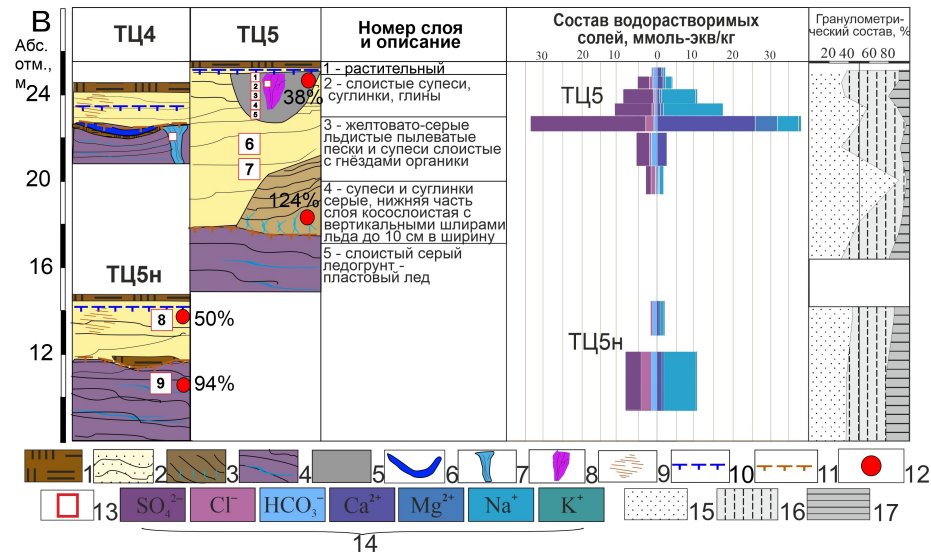 В
Абс.
отм.,
м
ТЦ4
ТЦ5
Номер слоя
и описание
Состав водорастворимых
солей, ммоль-экв/кг
Гранулометри-
ческий состав, %
30 20 10 0 10 20 30
20 40 60 80
24
20
16
12
1
2
3
4
5
38%
6
7
124%
1 - растительный
2 - слоистые супеси,
суглинки, глины
3 - желтовато-серые
льдистые пылеватые
пески и супеси слоистые
с гнёздами органики
4 - супеси и суглинки
серые, нижняя часть
слоя косослоистая с
вертикальными шлирами
льда до 10 см в ширину
5 - слоистый серый
ледогрунт -
пластовый лед
ТЦ5
ТЦ5н
8
50%
9
94%
ТЦ5н
1 2 3 4 5 6 7 8 9 10 11 12
13 SO₄²⁻ Cl⁻ HCO₃⁻ Ca²⁺ Mg²⁺ Na⁺ K⁺ 15 16 17
14